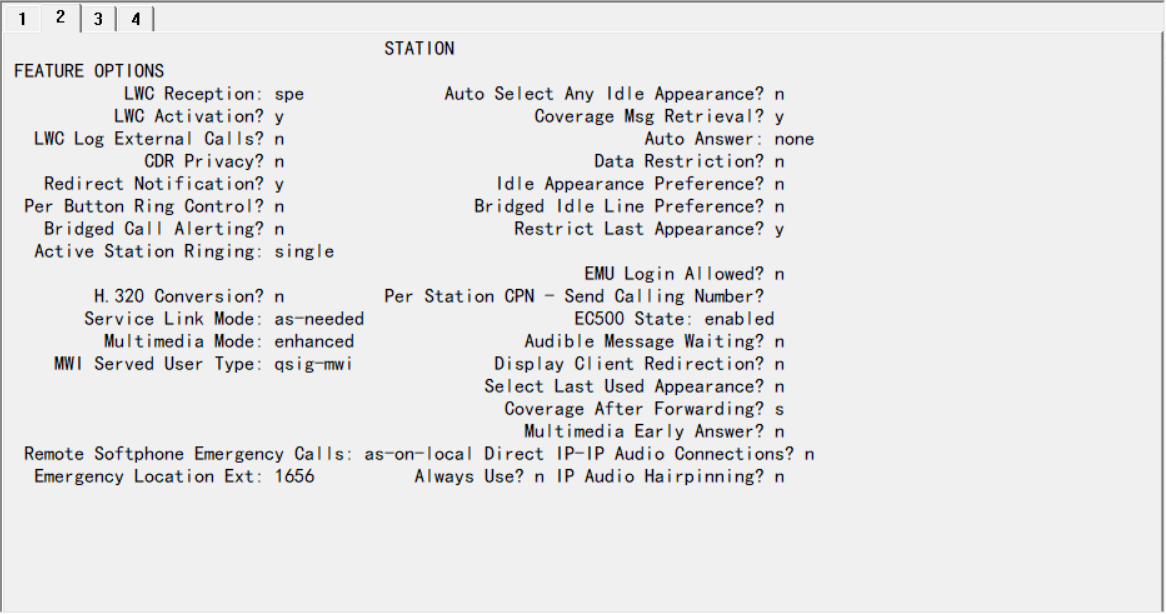 1 2 3 4
STATION
FEATURE OPTIONS
LWC Reception: spe Auto Select Any Idle Appearance? n
LWC Activation? y Coverage Msg Retrieval? y
LWC Log External Calls? n Auto Answer: none
CDR Privacy? n Data Restriction? n
Redirect Notification? y Idle Appearance Preference? n
Per Button Ring Control? n Bridged Idle Line Preference? n
Bridged Call Alerting? n Restrict Last Appearance? y
Active Station Ringing: single
EMU Login Allowed? n
H.320 Conversion? n Per Station CPN - Send Calling Number?
Service Link Mode: as-needed EC500 State: enabled
Multimedia Mode: enhanced Audible Message Waiting? n
MWI Served User Type: qsig-mwi Display Client Redirection? n
Select Last Used Appearance? n
Coverage After Forwarding? s
Multimedia Early Answer? n
Remote Softphone Emergency Calls: as-on-local Direct IP-IP Audio Connections? n
Emergency Location Ext: 1656 Always Use? n IP Audio Hairpinning? n